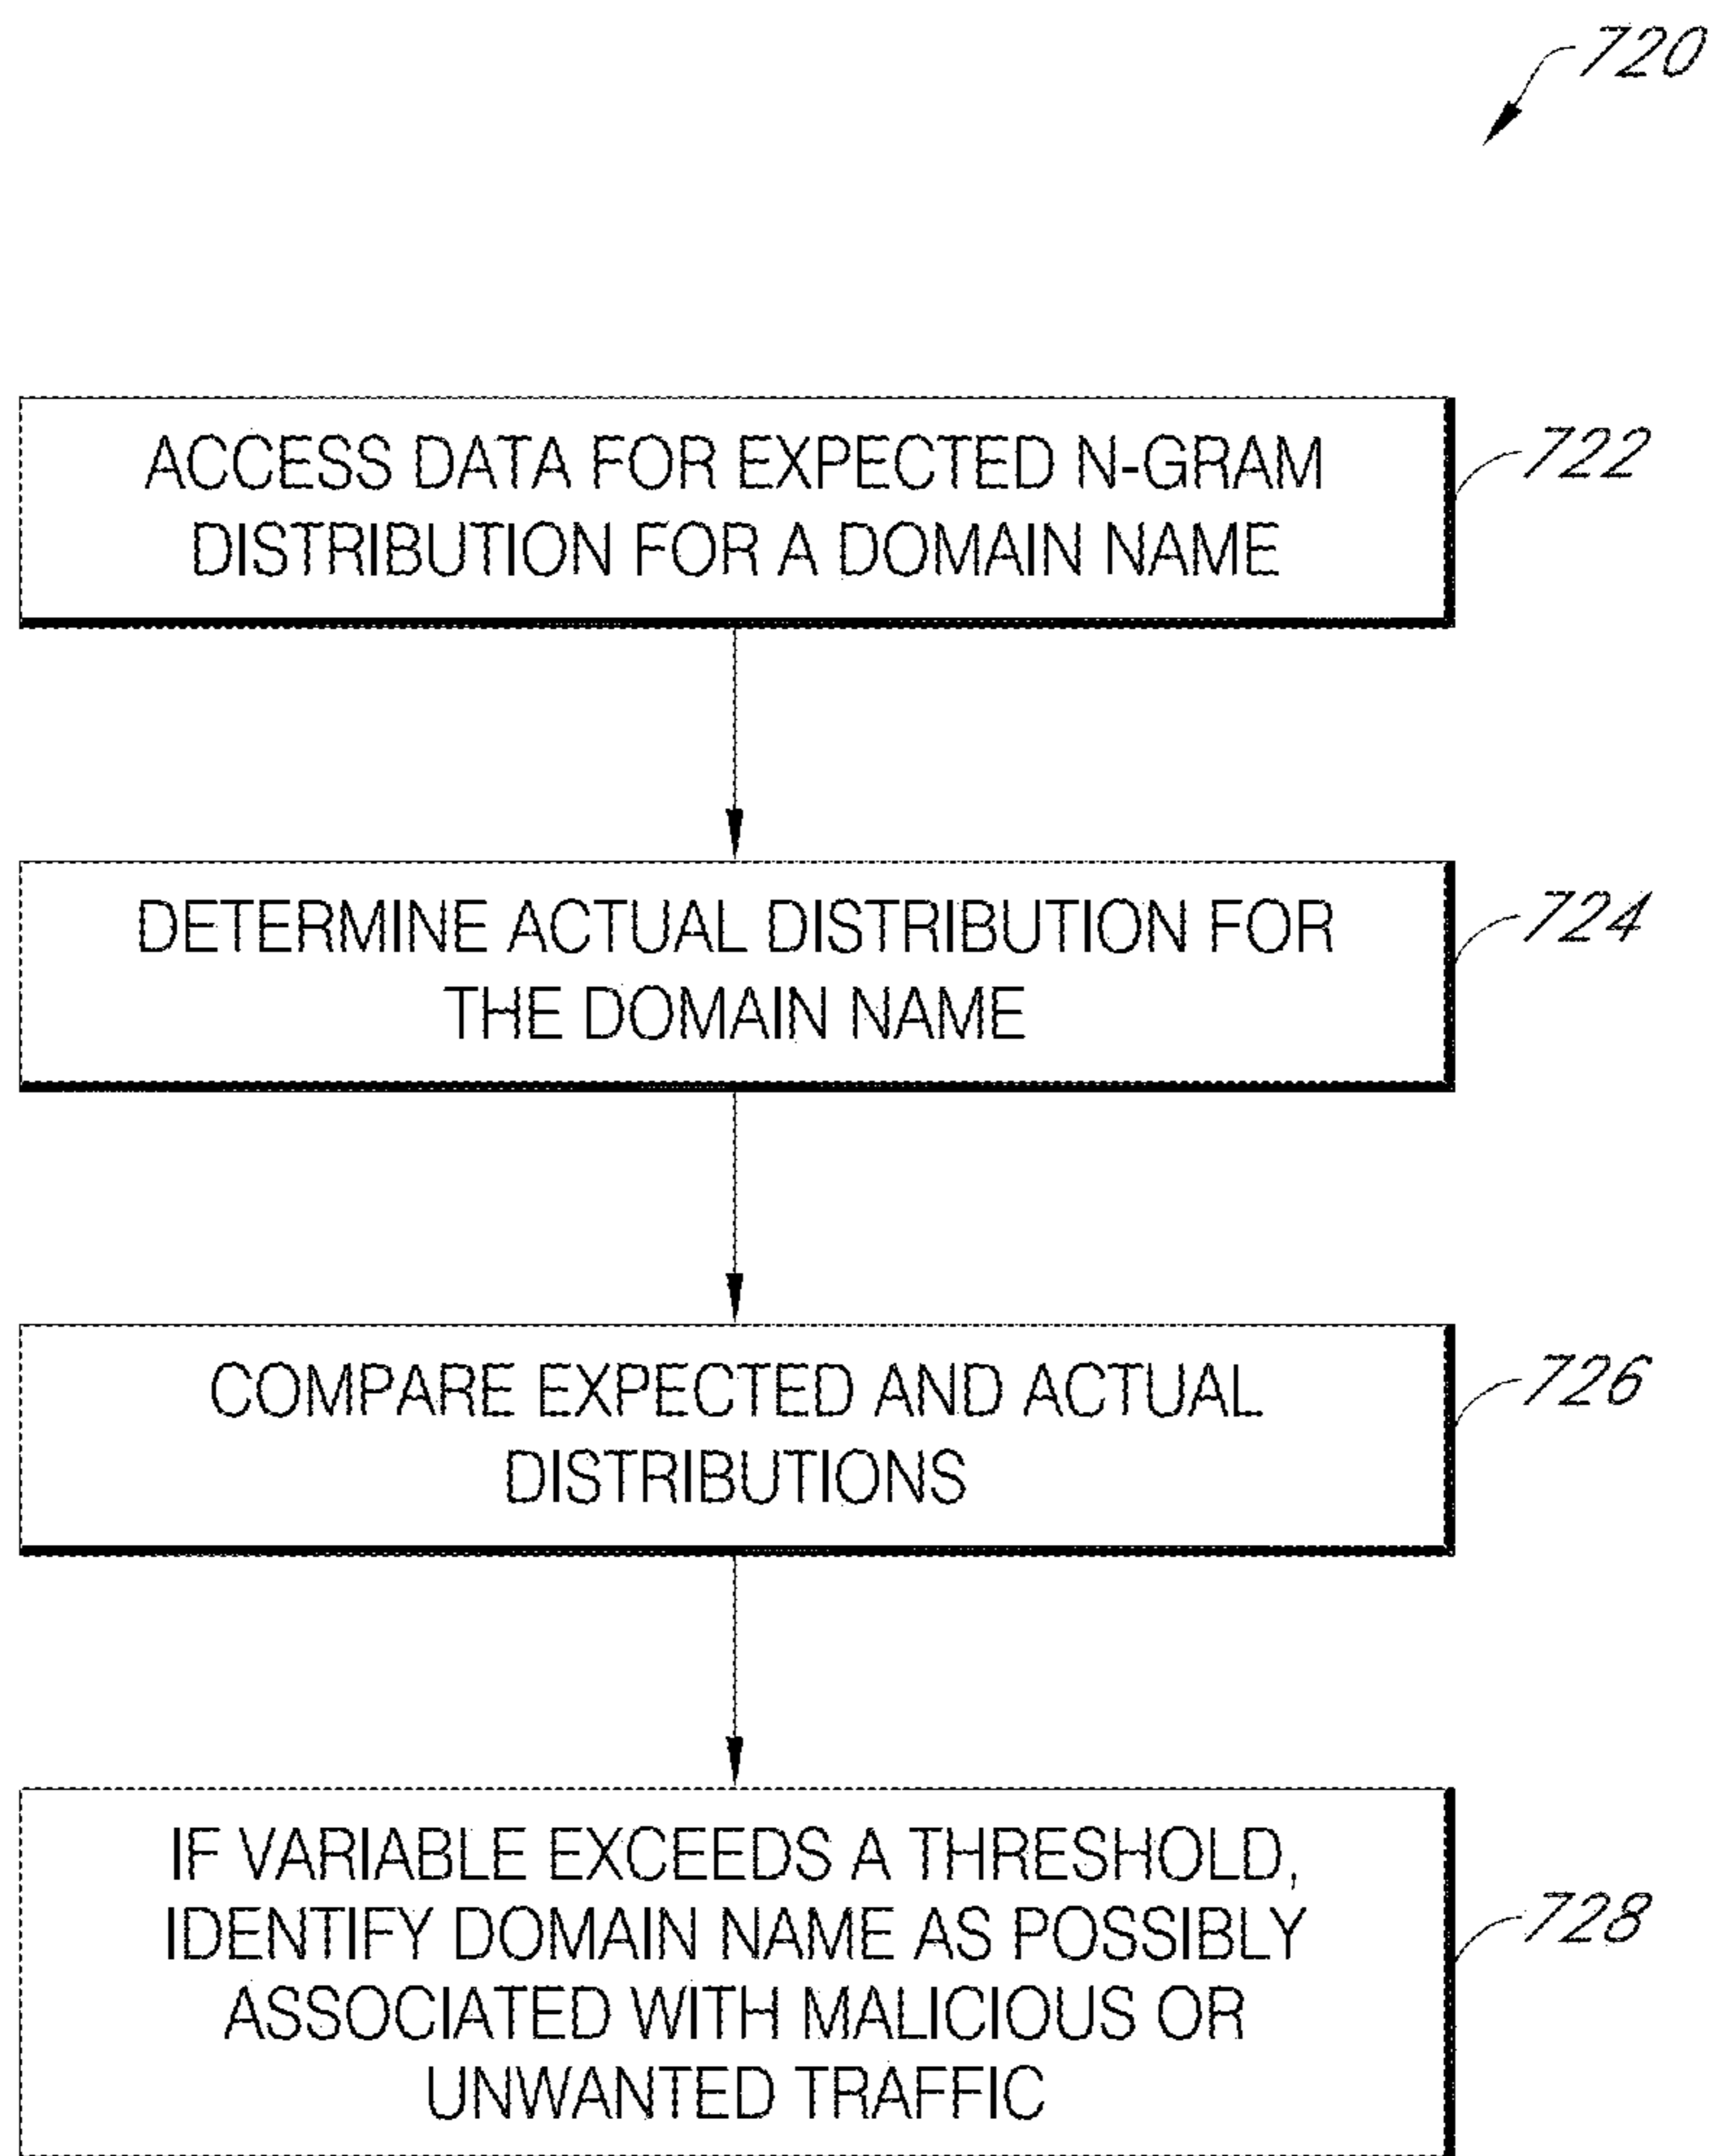 720
ACCESS DATA FOR EXPECTED N-GRAM
DISTRIBUTION FOR A DOMAIN NAME
722
DETERMINE ACTUAL DISTRIBUTION FOR
THE DOMAIN NAME
724
COMPARE EXPECTED AND ACTUAL
DISTRIBUTIONS
726
IF VARIABLE EXCEEDS A THRESHOLD,
IDENTIFY DOMAIN NAME AS POSSIBLY
ASSOCIATED WITH MALICIOUS OR
UNWANTED TRAFFIC
728